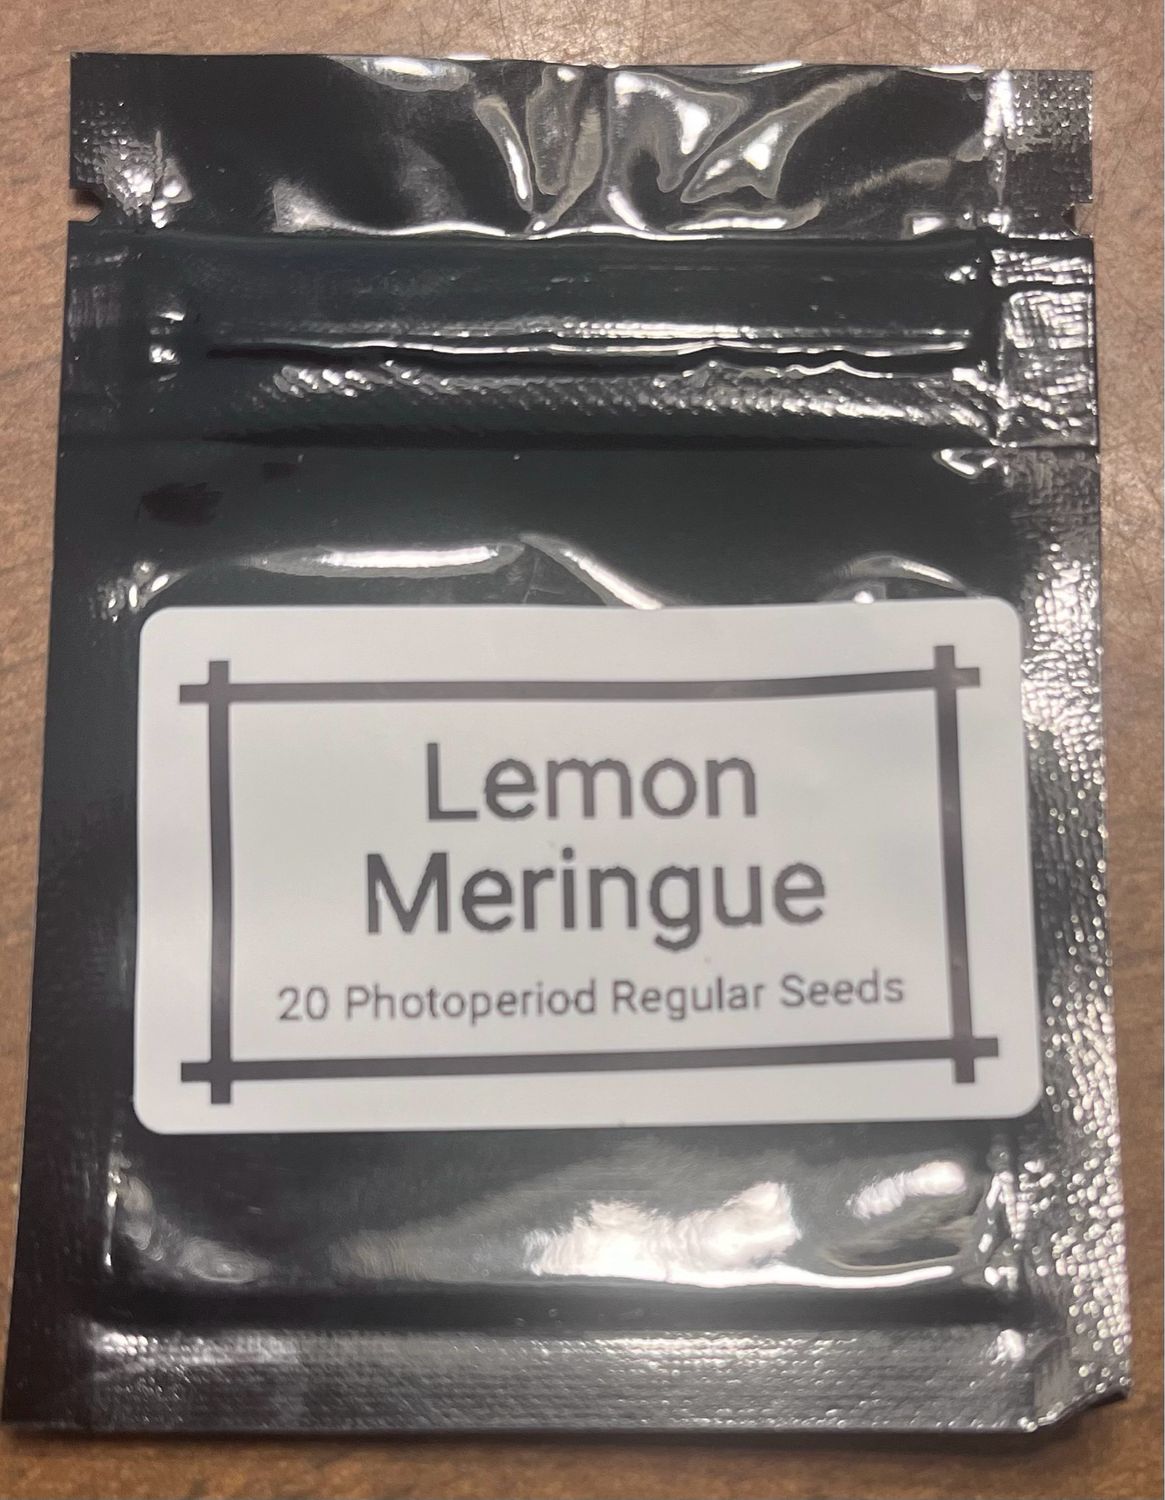 Lemon
Meringue
20 Photoperiod Regular Seeds